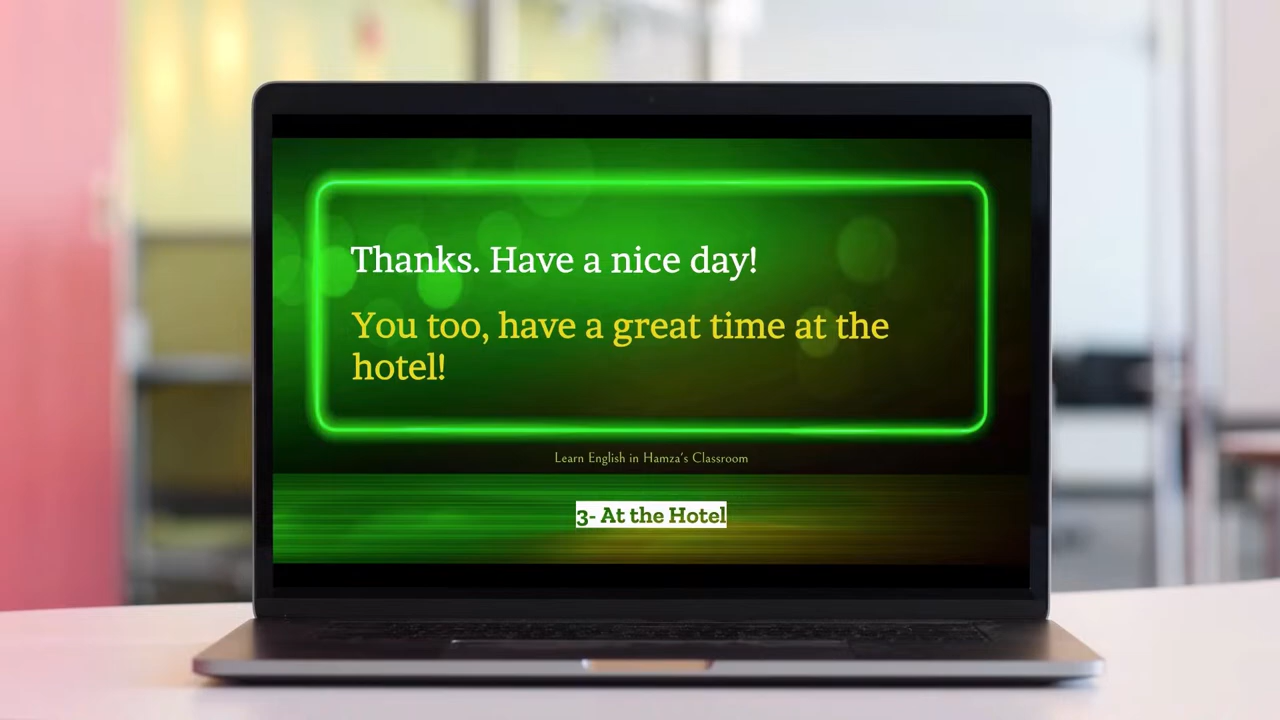 Thanks. Have a nice day!
You too, have a great time at the
hotel!
Learn English in Hamza's Classroom
3- At the Hotel